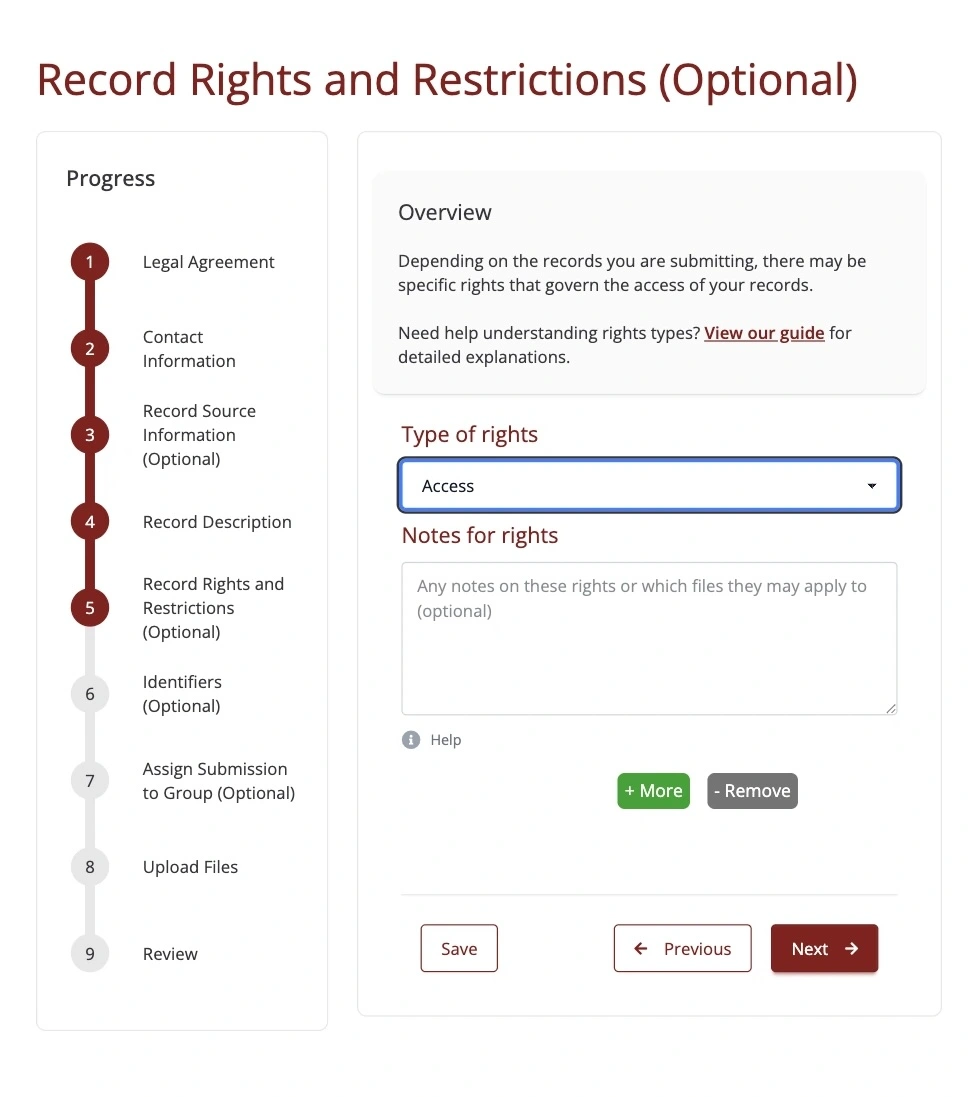 Record Rights and Restrictions (Optional)
Progress
1
Legal Agreement
2
Contact
Information
3
Record Source
Information
(Optional)
4
Record Description
5
Record Rights and
Restrictions
(Optional)
6
Identifiers
(Optional)
7
Assign Submission
to Group (Optional)
8
Upload Files
9
Review
Overview
Depending on the records you are submitting, there may be
specific rights that govern the access of your records.
Need help understanding rights types? View our guide for
detailed explanations.
Type of rights
Access
Notes for rights
Any notes on these rights or which files they may apply to
(optional)
Help
+ More - Remove
Save Previous Next